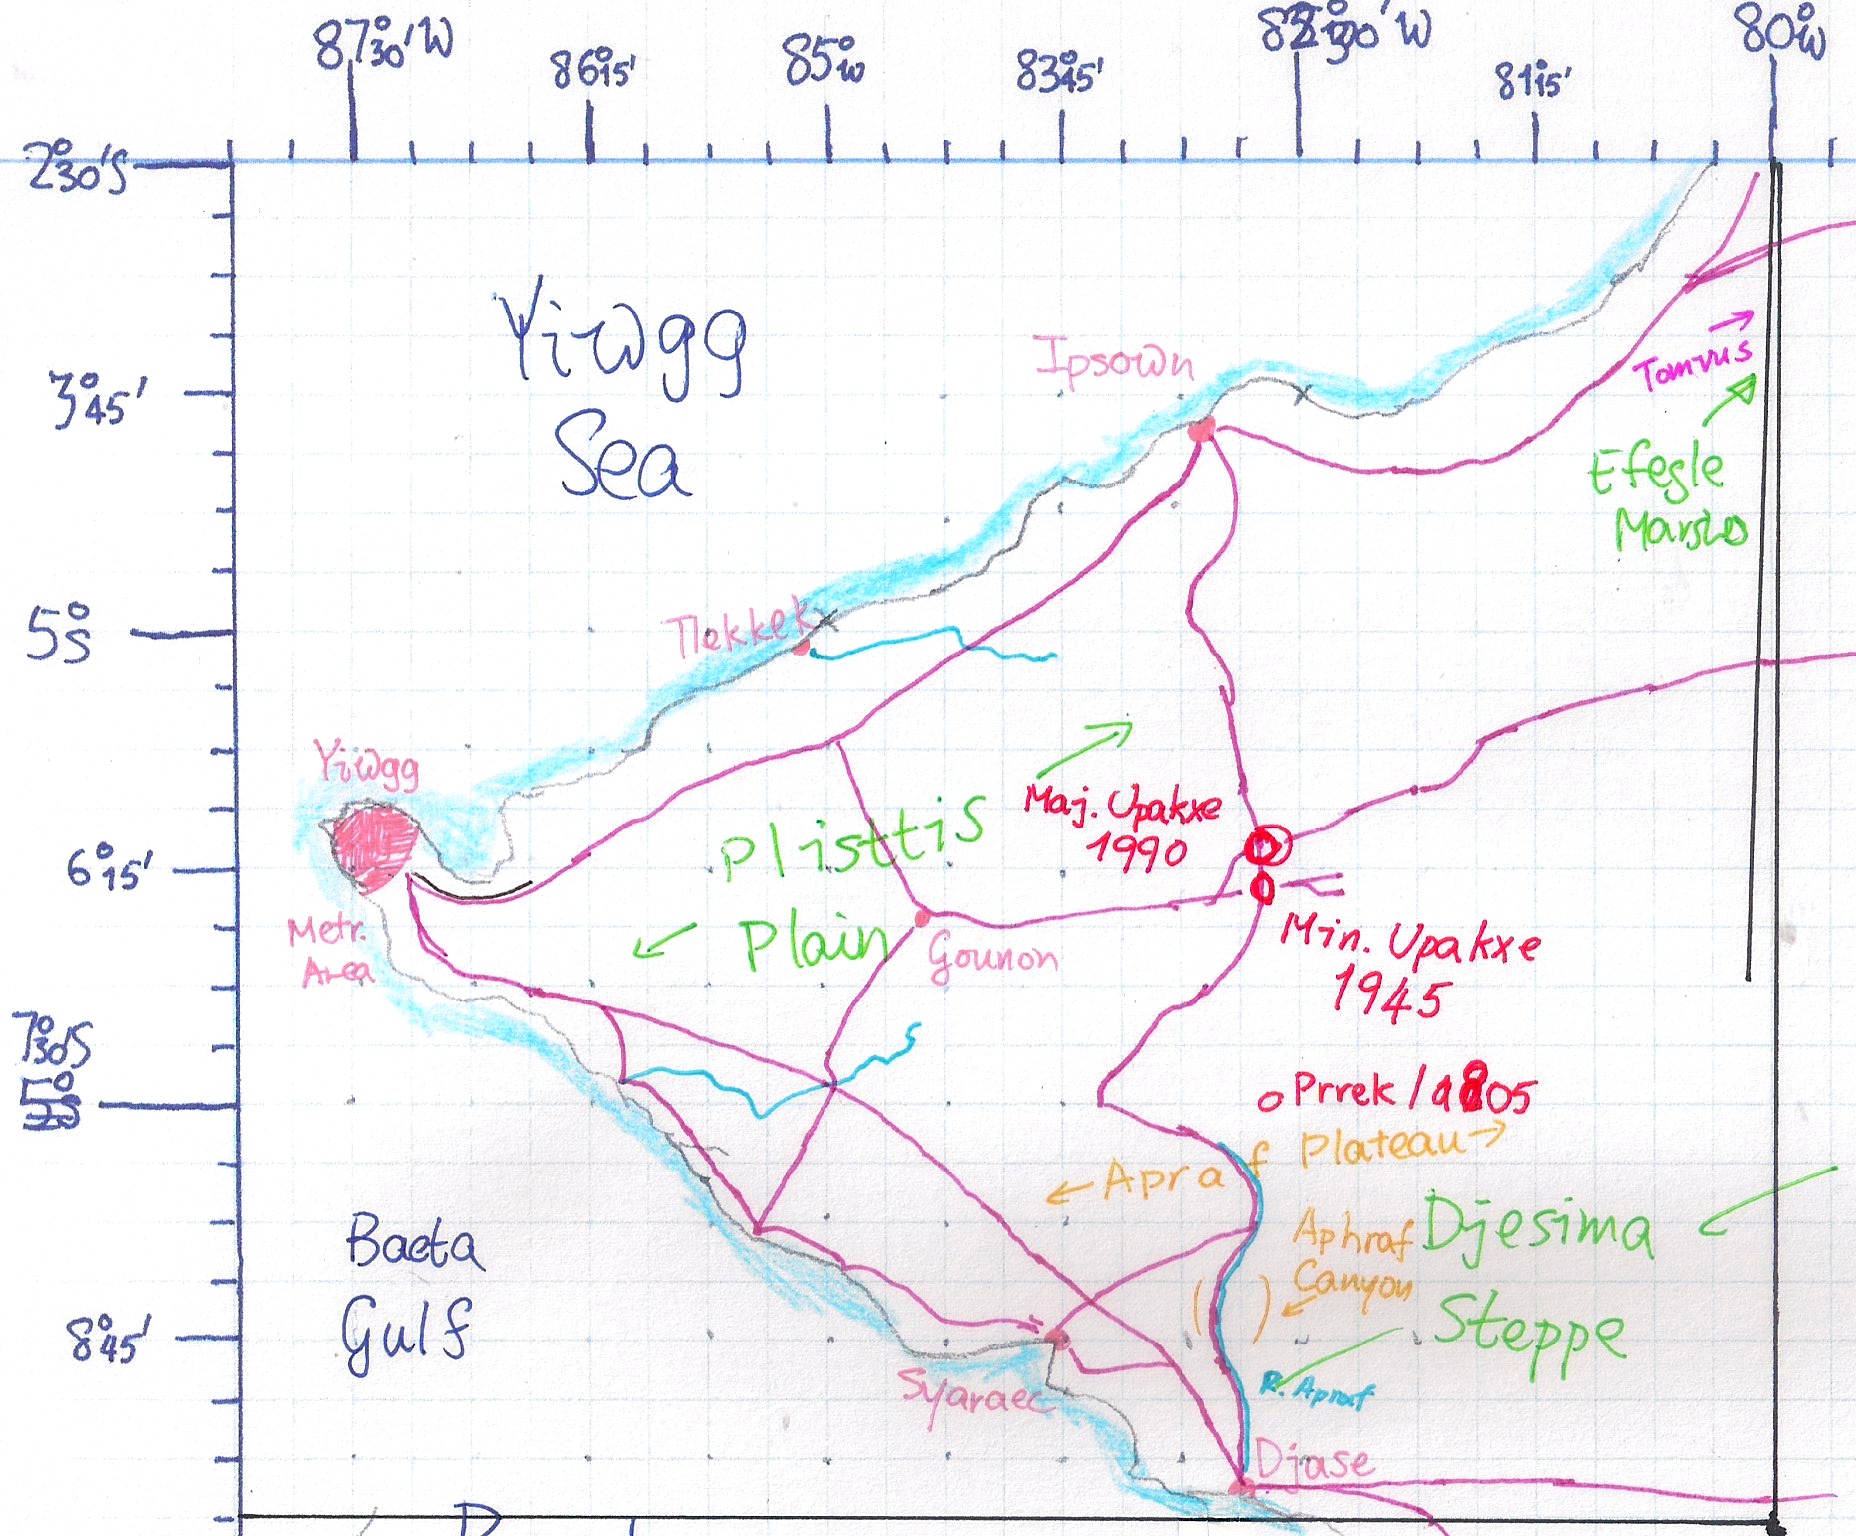 87°30'W
86°15'
85°W
83°45'
82°30'W
81°15'
80°W
2°30'S
3°45'
5°S
6°15'
7°30'S
8°45'
Yiwgg
Sea
Ipsown
Tomvus
Efegle
Tlekkek
Yiwgg
Metr.
Area
Plisttis
Plain
Maj. Upakxe
1990
Gounon
Min. Upakxe
1945
Prrek / 1805
Apraf Plateau
Aphraf
Canyon
Djesima
Steppe
R. Apraf
Baeta
Gulf
Syaraec
Djase